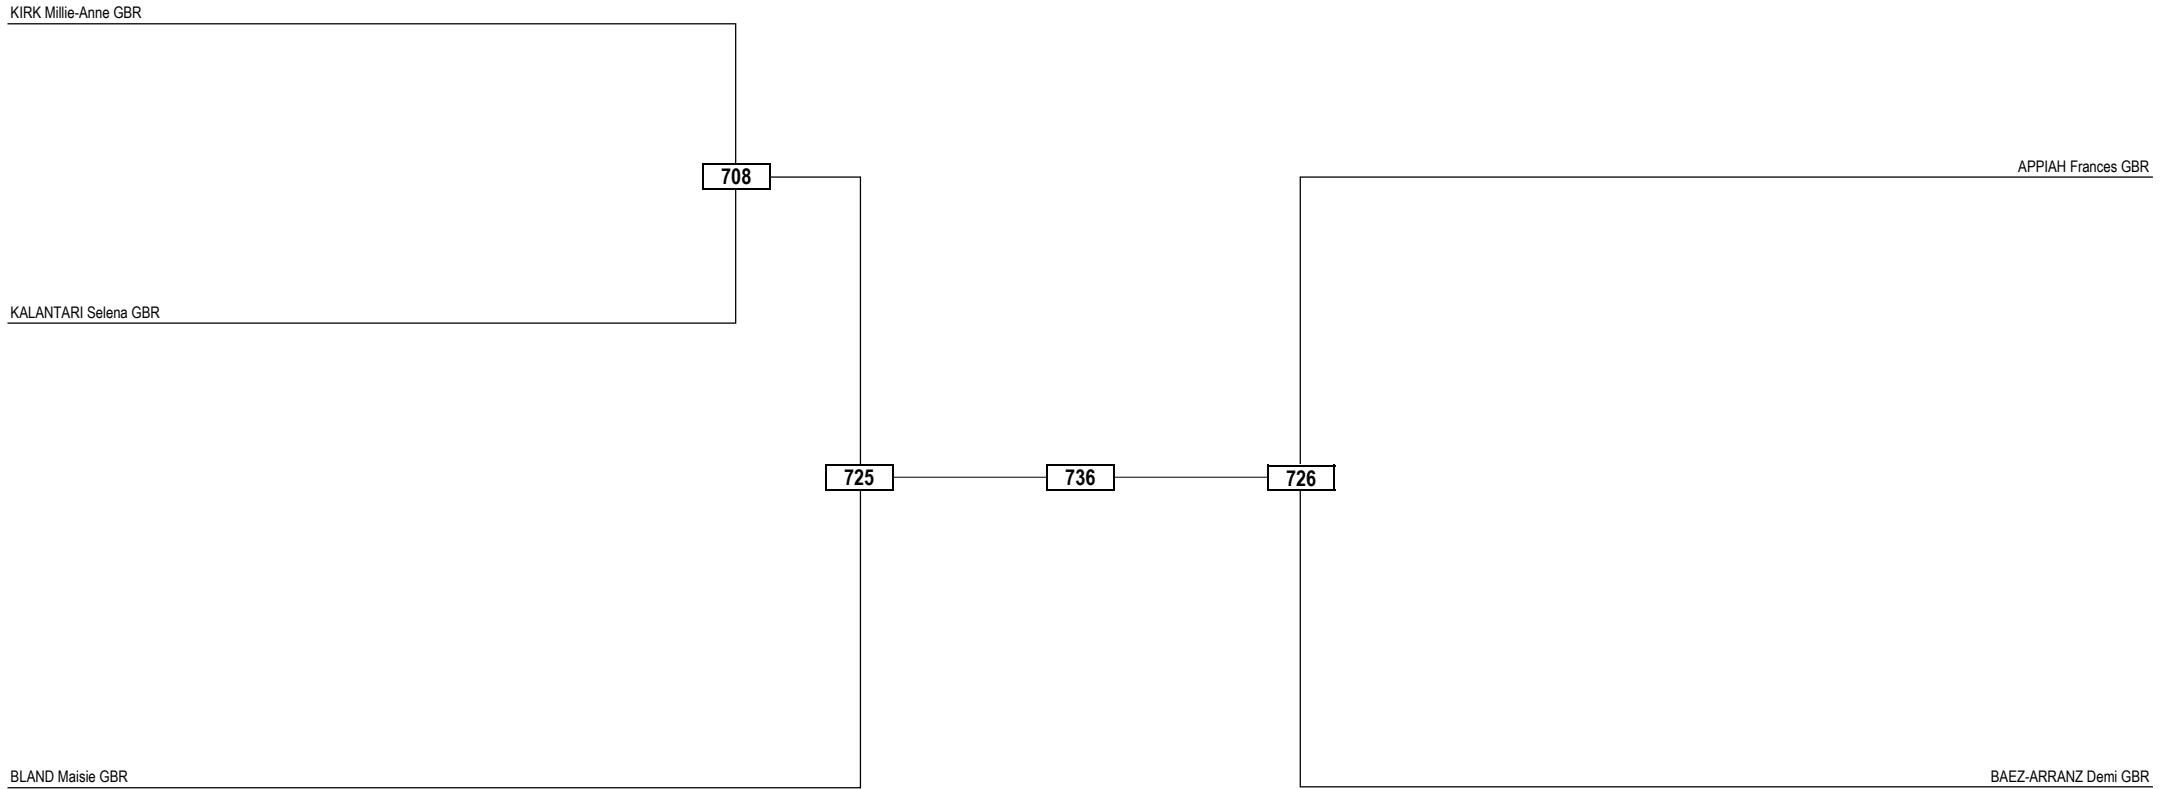 KIRK Millie-Anne GBR
APPIAH Frances GBR
708
KALANTARI Selena GBR
725
736
726
BLAND Maisie GBR
BAEZ-ARRANZ Demi GBR